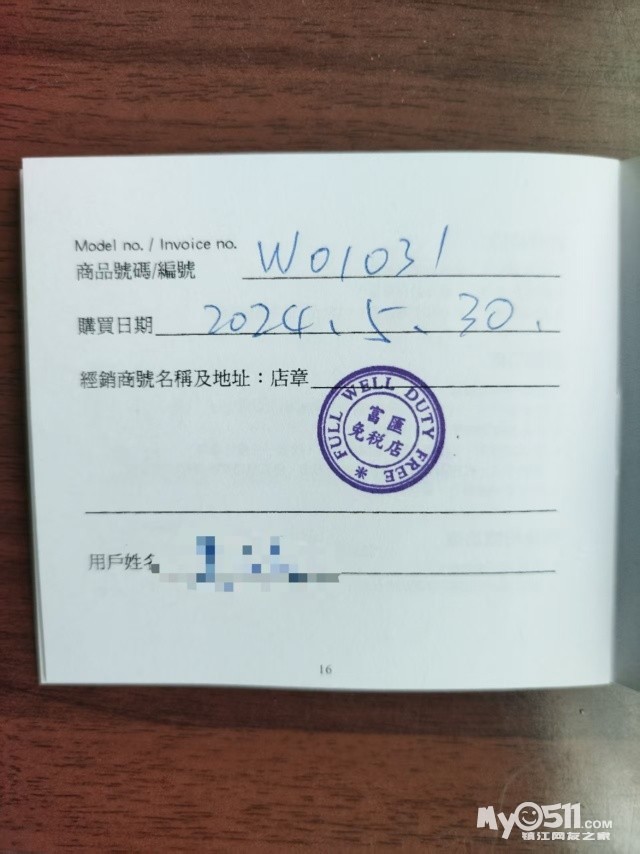 Model no. / Invoice no.
商品號碼/編號 W01031
購買日期 2024、5、30、
經銷商號名稱及地址：店章
FULL WELL DUTY FREE *
富匯
免税店
用戶姓名
16
My0511.com
镇江网友之家